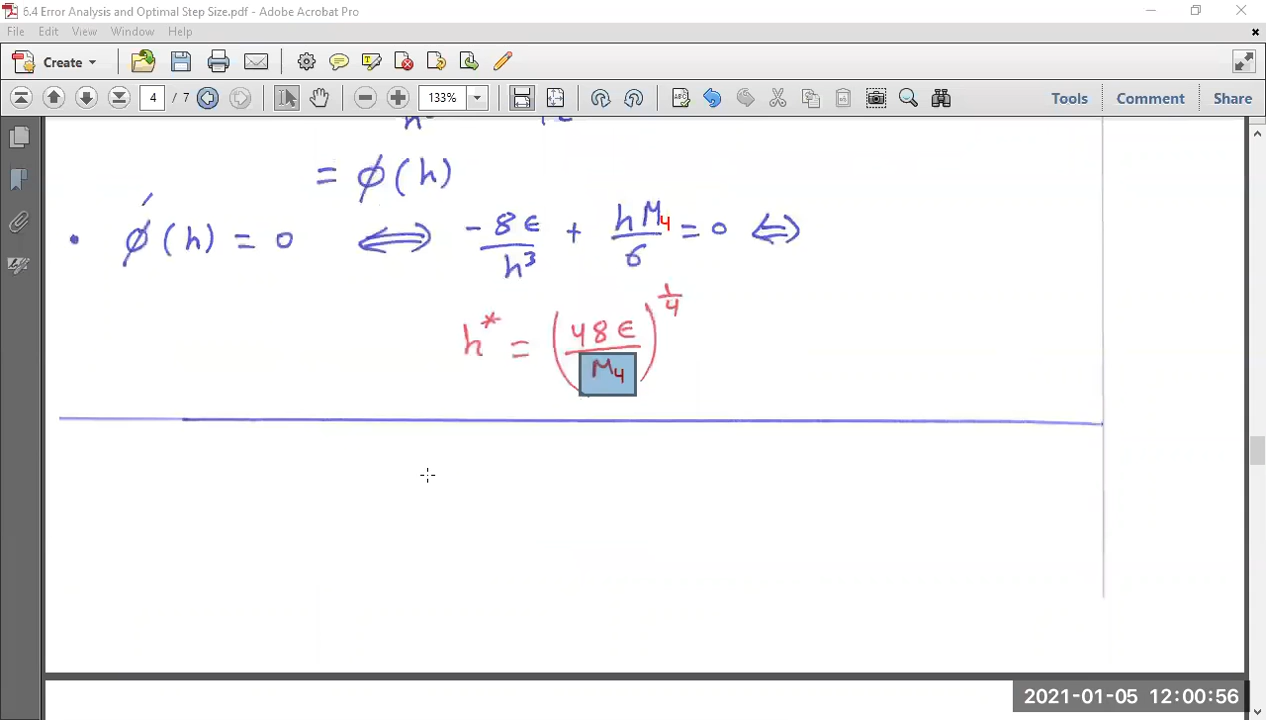 6.4 Error Analysis and Optimal Step Size.pdf - Adobe Acrobat Pro
File Edit View Window Help
Create
4 / 7 133% Tools Comment Share
= ϕ(h)
• ϕ′(h) = 0 ⟺ -8ϵ/h³ + hM₄/6 = 0 ⟺
h* = (48ϵ/M₄)^{1/4}
2021-01-05 12:00:56